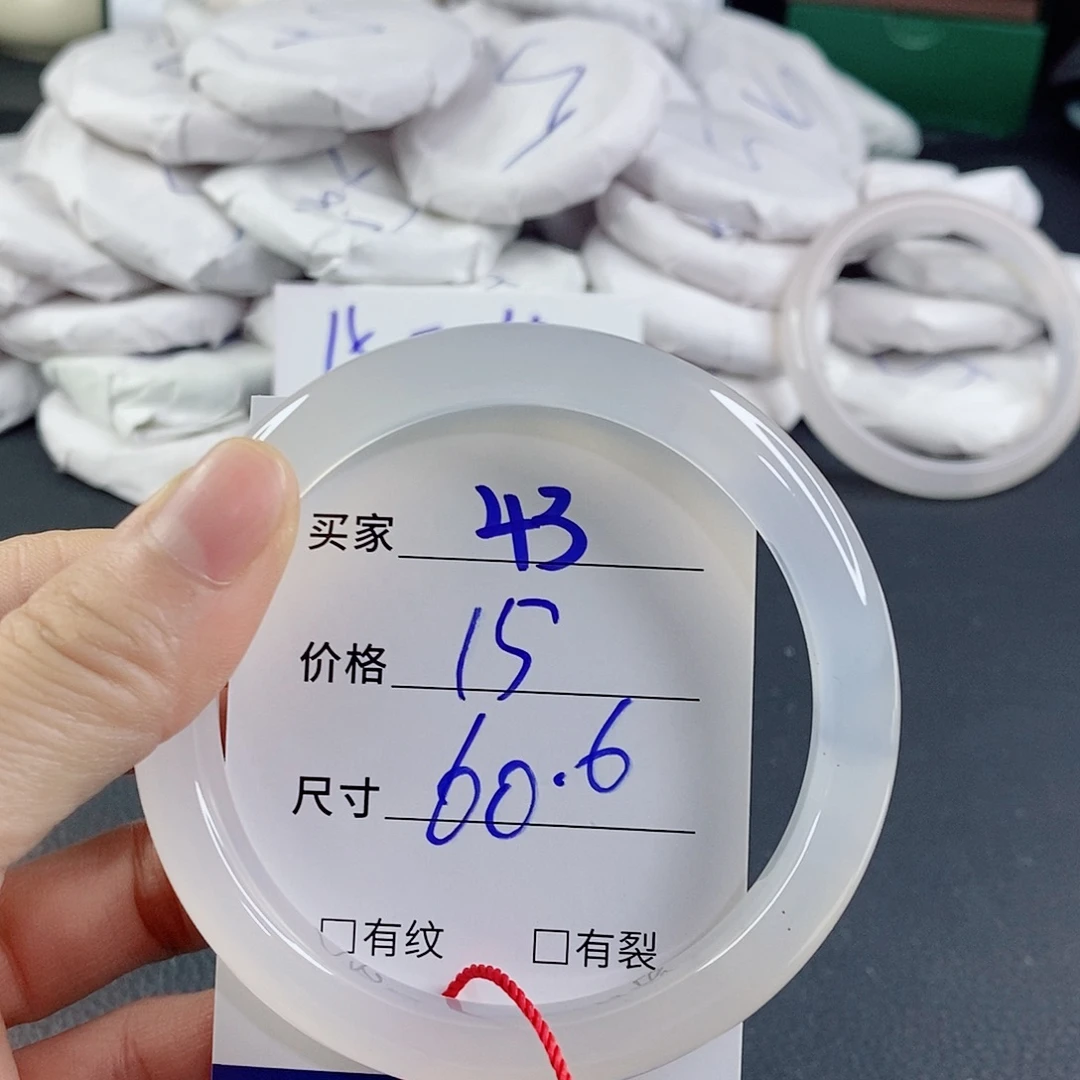 买家 43
价格 15
尺寸 60.6
□有纹 □有裂